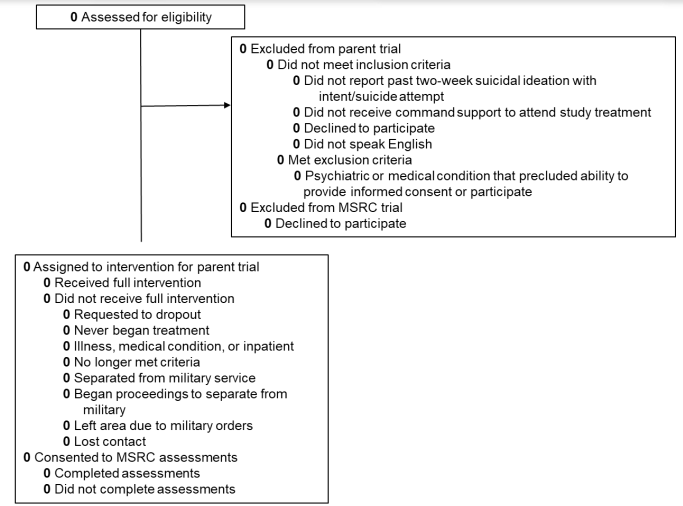 0 Assessed for eligibility
0 Excluded from parent trial
0 Did not meet inclusion criteria
0 Did not report past two-week suicidal ideation with
intent/suicide attempt
0 Did not receive command support to attend study treatment
0 Declined to participate
0 Did not speak English
0 Met exclusion criteria
0 Psychiatric or medical condition that precluded ability to
provide informed consent or participate
0 Excluded from MSRC trial
0 Declined to participate
0 Assigned to intervention for parent trial
0 Received full intervention
0 Did not receive full intervention
0 Requested to dropout
0 Never began treatment
0 Illness, medical condition, or inpatient
0 No longer met criteria
0 Separated from military service
0 Began proceedings to separate from
military
0 Left area due to military orders
0 Lost contact
0 Consented to MSRC assessments
0 Completed assessments
0 Did not complete assessments